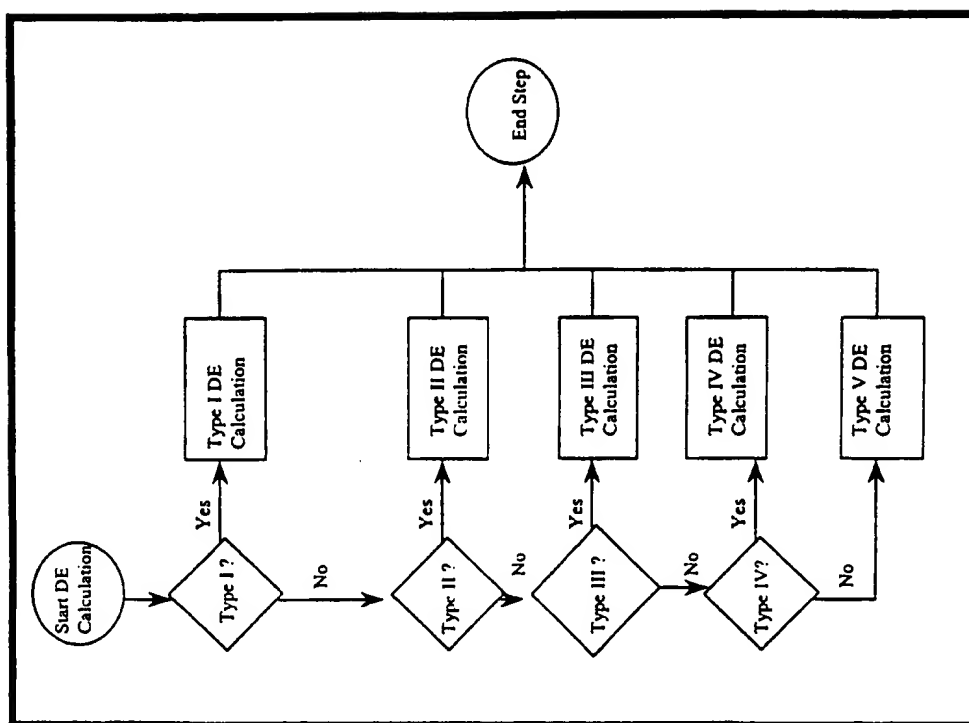 Start DE
Calculation
Type I ?
Yes
Type I DE
Calculation
No
Type II ?
Yes
Type II DE
Calculation
No
Type III ?
Yes
Type III DE
Calculation
No
Type IV?
Yes
Type IV DE
Calculation
No
Type V DE
Calculation
End Step